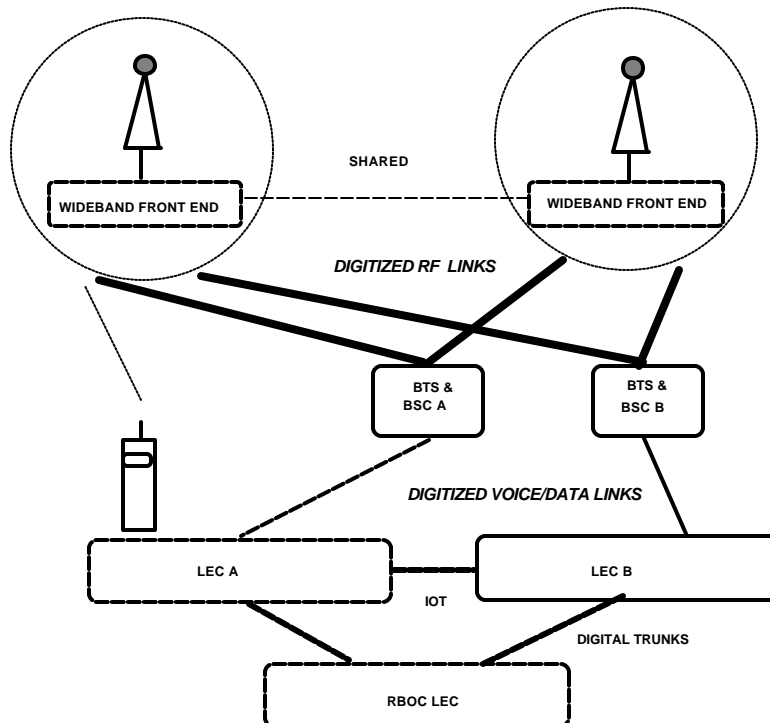 SHARED
WIDEBAND FRONT END
WIDEBAND FRONT END
DIGITIZED RF LINKS
BTS &
BSC A
BTS &
BSC B
DIGITIZED VOICE/DATA LINKS
LEC A
LEC B
IOT
DIGITAL TRUNKS
RBOC LEC